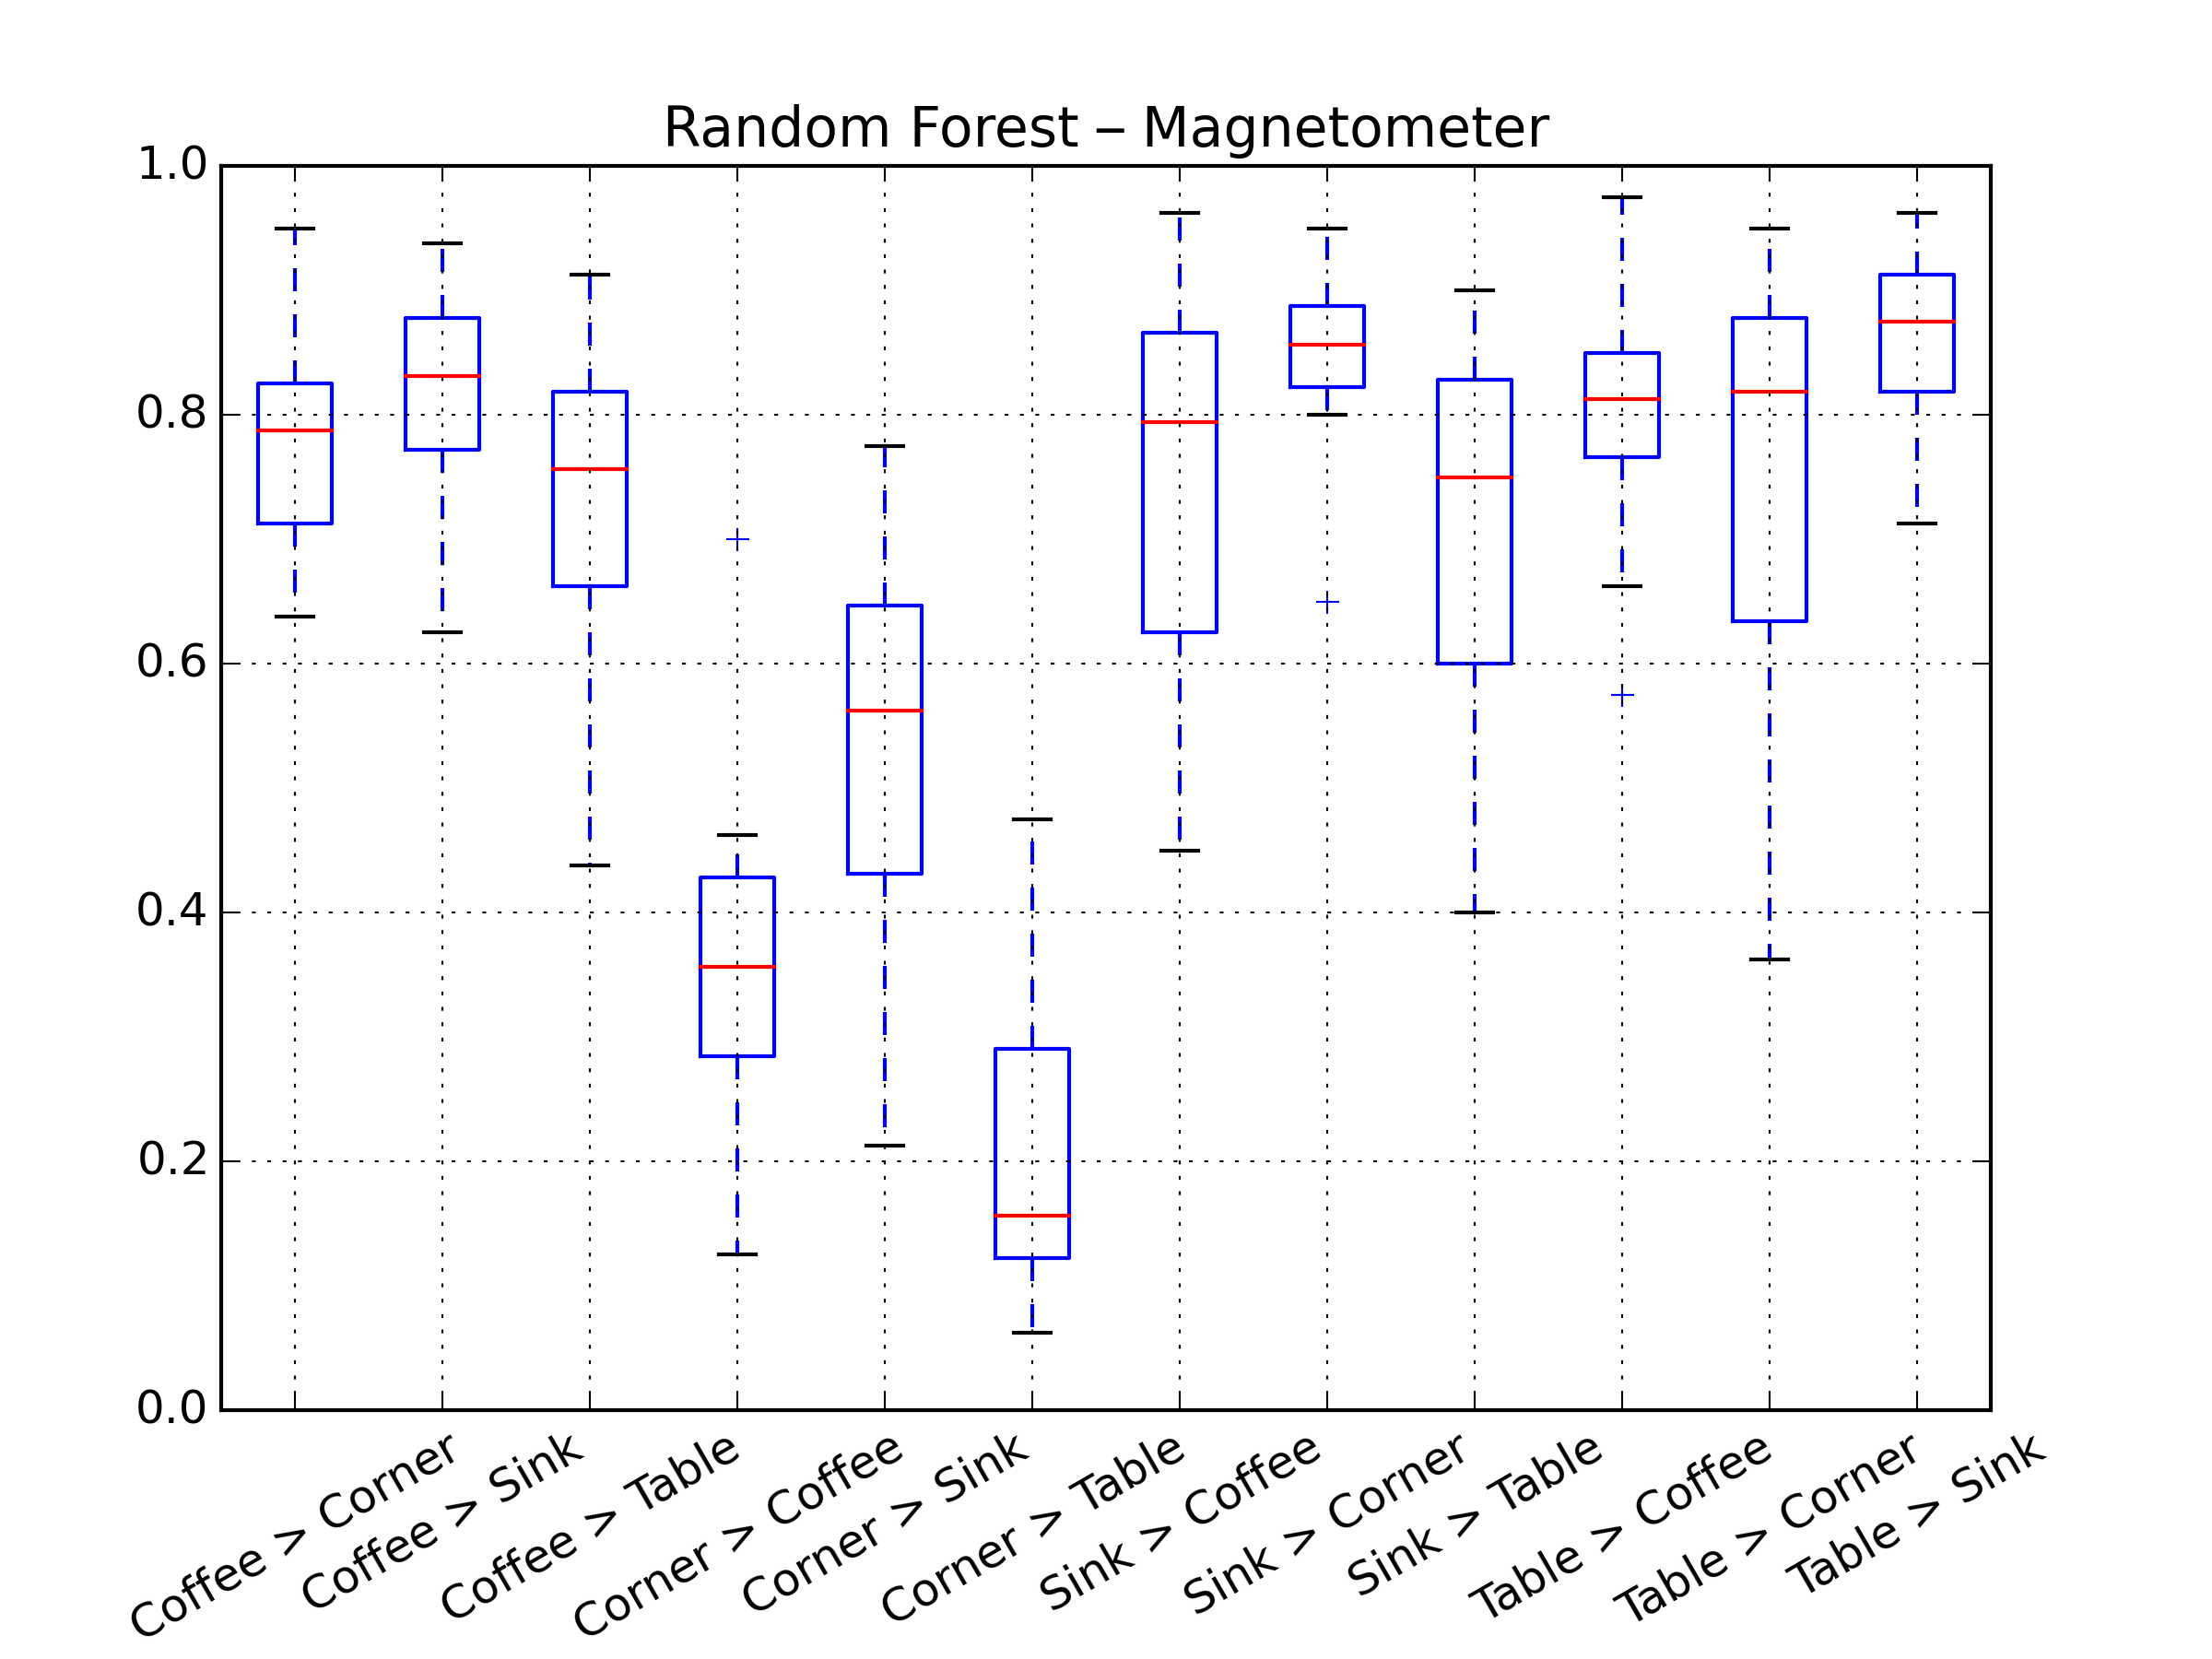 Random Forest – Magnetometer
1.0
0.8
0.6
0.4
0.2
0.0
Coffee > Corner
Coffee > Sink
Coffee > Table
Corner > Coffee
Corner > Sink
Corner > Table
Sink > Coffee
Sink > Corner
Sink > Table
Table > Coffee
Table > Corner
Table > Sink